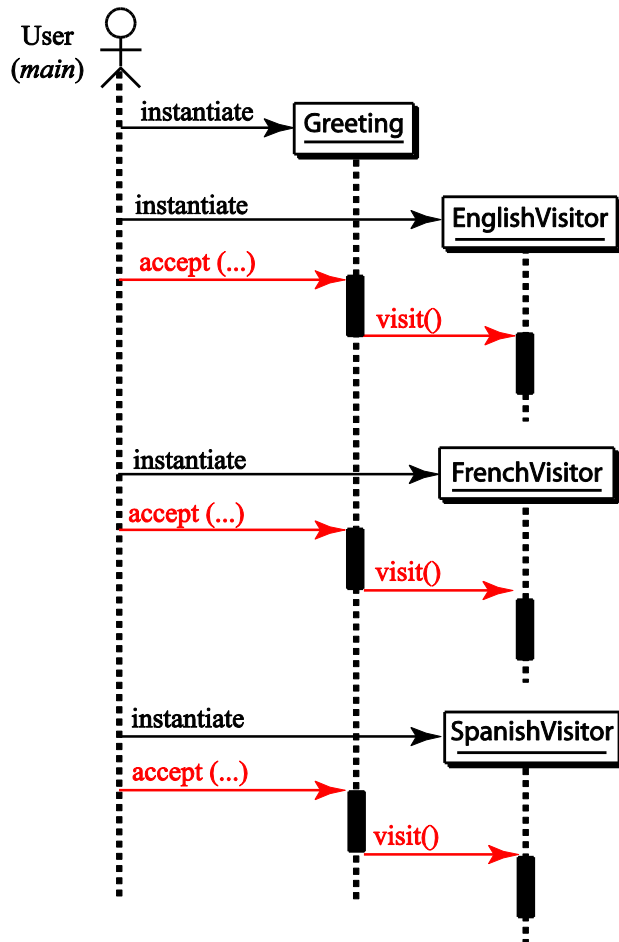 User
(main)
instantiate
Greeting
instantiate
EnglishVisitor
accept (...)
visit()
instantiate
FrenchVisitor
accept (...)
visit()
instantiate
SpanishVisitor
accept (...)
visit()